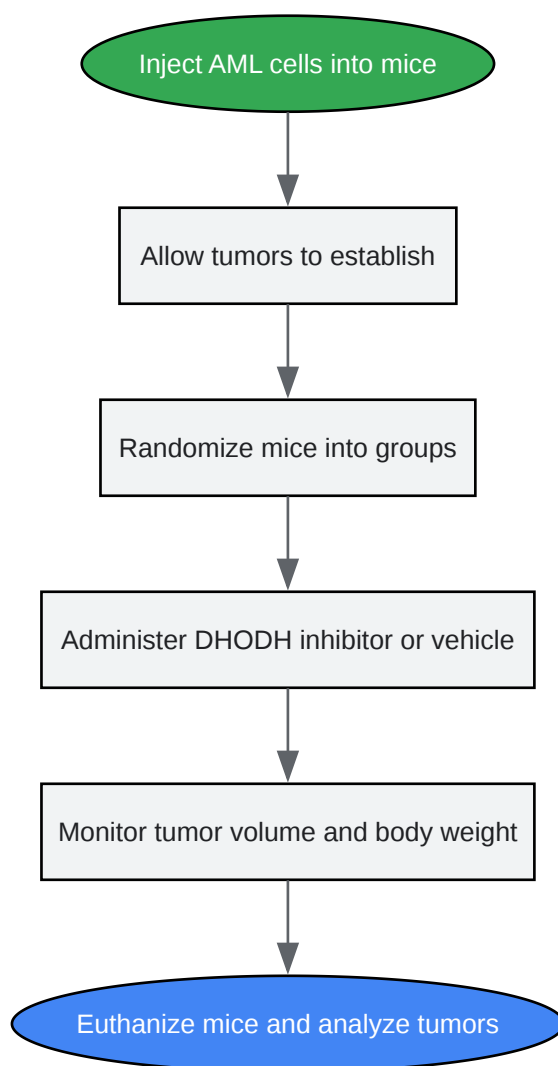 Inject AML cells into mice
Allow tumors to establish
Randomize mice into groups
Administer DHODH inhibitor or vehicle
Monitor tumor volume and body weight
Euthanize mice and analyze tumors